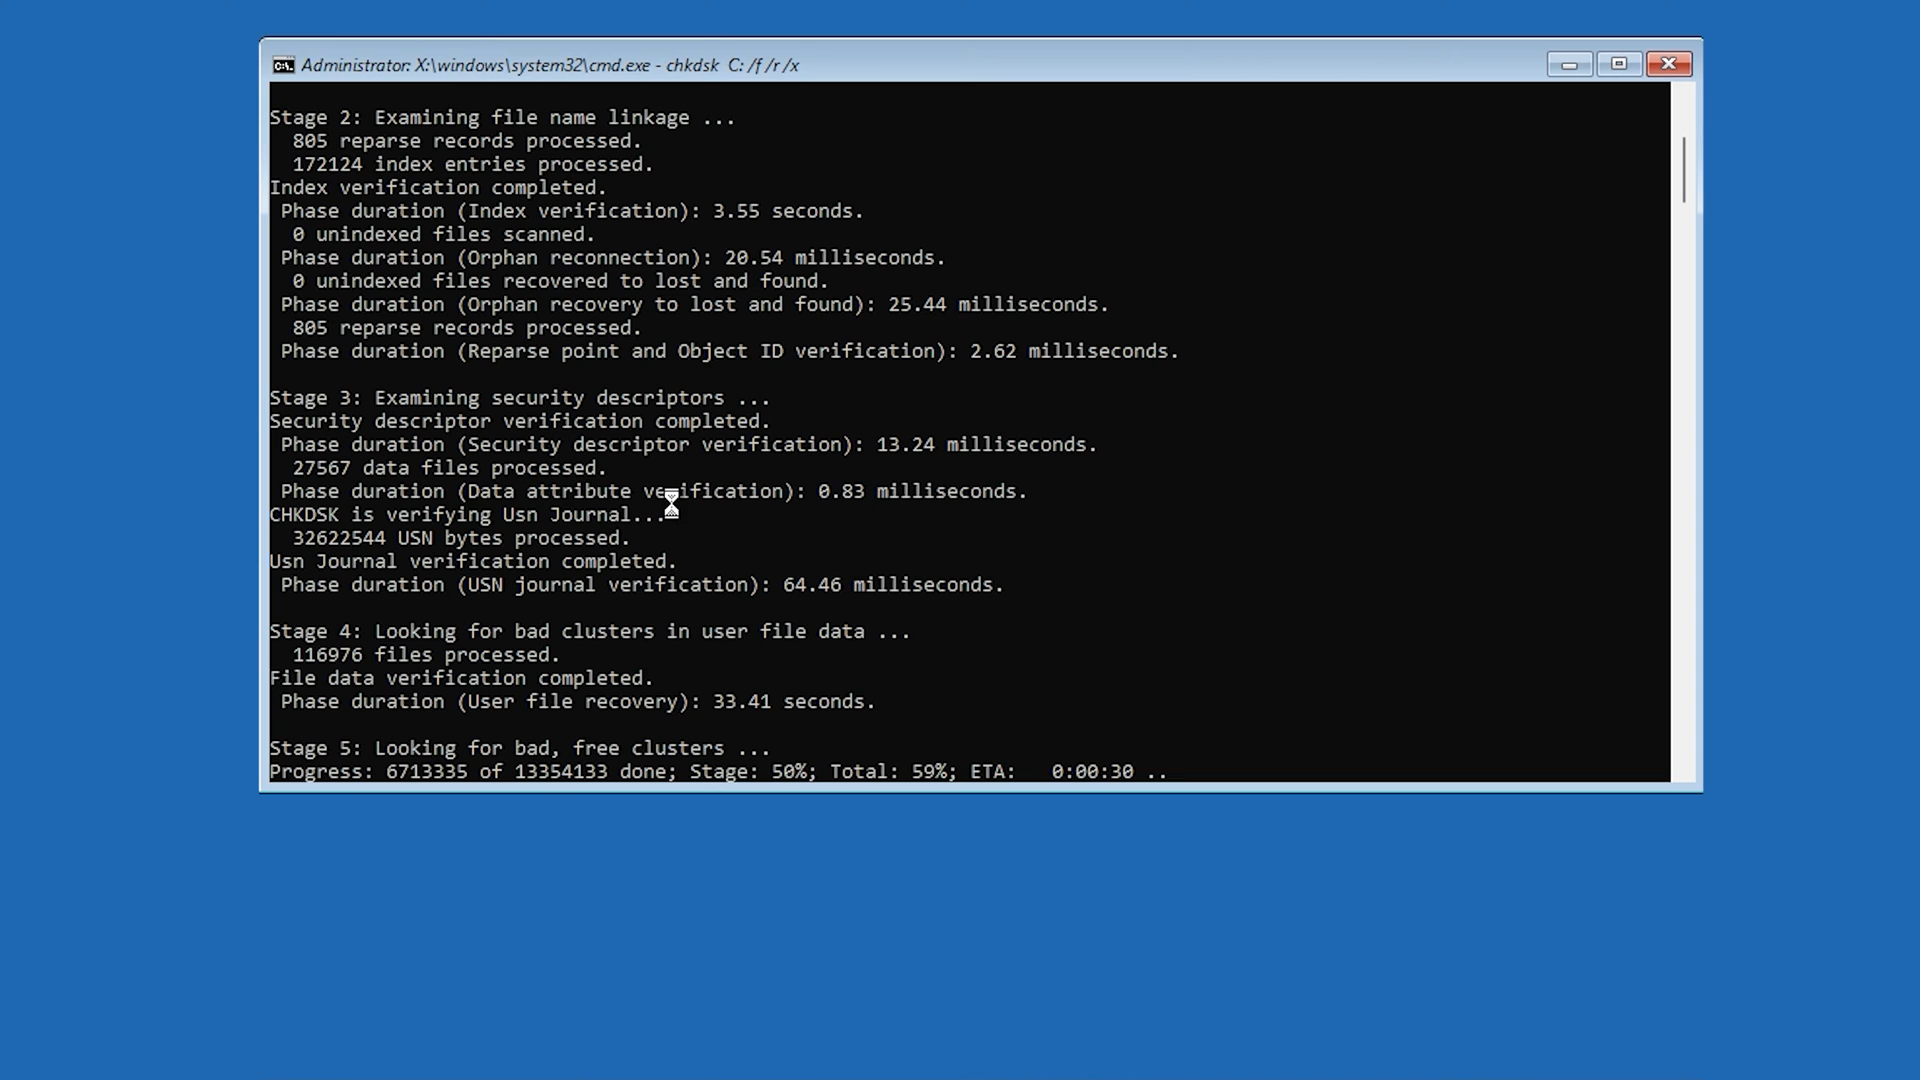 Administrator: X:\windows\system32\cmd.exe - chkdsk C: /f /r /x
Stage 2: Examining file name linkage ...
805 reparse records processed.
172124 index entries processed.
Index verification completed.
Phase duration (Index verification): 3.55 seconds.
0 unindexed files scanned.
Phase duration (Orphan reconnection): 20.54 milliseconds.
0 unindexed files recovered to lost and found.
Phase duration (Orphan recovery to lost and found): 25.44 milliseconds.
805 reparse records processed.
Phase duration (Reparse point and Object ID verification): 2.62 milliseconds.
Stage 3: Examining security descriptors ...
Security descriptor verification completed.
Phase duration (Security descriptor verification): 13.24 milliseconds.
27567 data files processed.
Phase duration (Data attribute verification): 0.83 milliseconds.
CHKDSK is verifying Usn Journal...
32622544 USN bytes processed.
Usn Journal verification completed.
Phase duration (USN journal verification): 64.46 milliseconds.
Stage 4: Looking for bad clusters in user file data ...
116976 files processed.
File data verification completed.
Phase duration (User file recovery): 33.41 seconds.
Stage 5: Looking for bad, free clusters ...
Progress: 6713335 of 13354133 done; Stage: 50%; Total: 59%; ETA:   0:00:30 ..